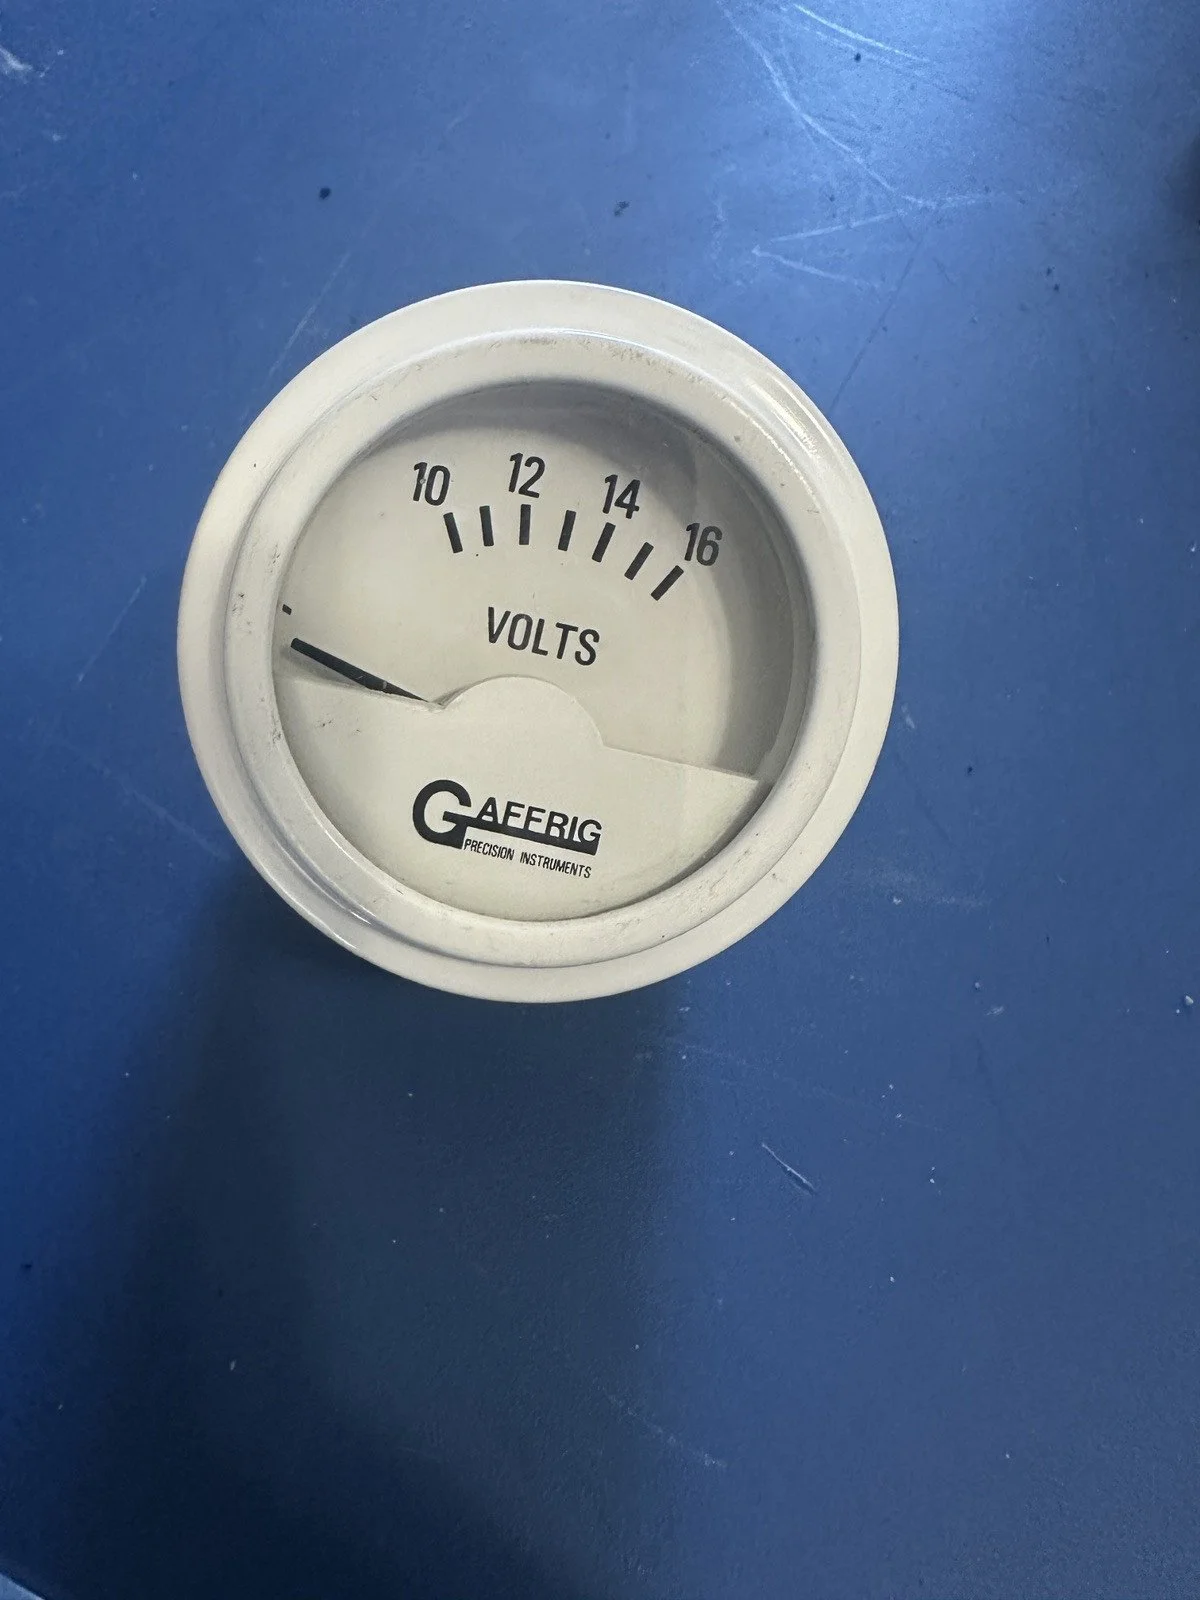 10 12 14 16
VOLTS
GAFFRIG
PRECISION INSTRUMENTS